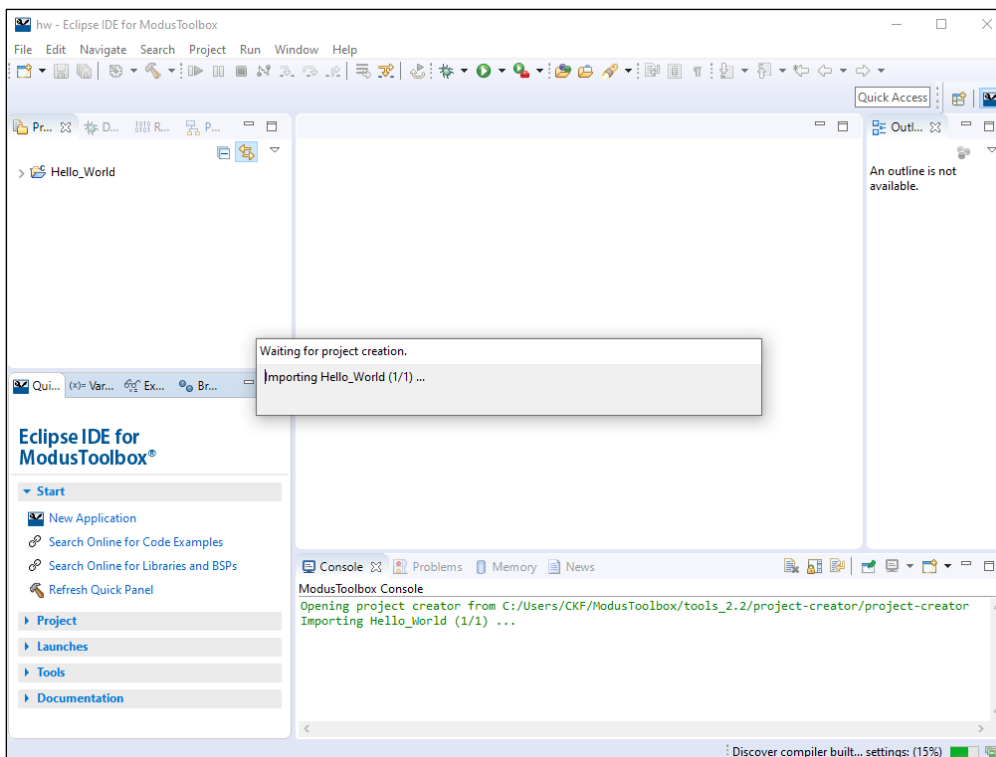 hw - Eclipse IDE for ModusToolbox
File Edit Navigate Search Project Run Window Help
Quick Access
Pr... D... R... P...
Outl...
Hello_World
An outline is not
available.
Waiting for project creation.
Importing Hello_World (1/1) ...
Qui... (x)= Var... Ex... Br...
Eclipse IDE for
ModusToolbox®
Start
New Application
Search Online for Code Examples
Search Online for Libraries and BSPs
Refresh Quick Panel
Project
Launches
Tools
Documentation
Console Problems Memory News
ModusToolbox Console
Opening project creator from C:/Users/CKF/ModusToolbox/tools_2.2/project-creator/project-creator
Importing Hello_World (1/1) ...
Discover compiler built... settings: (15%)